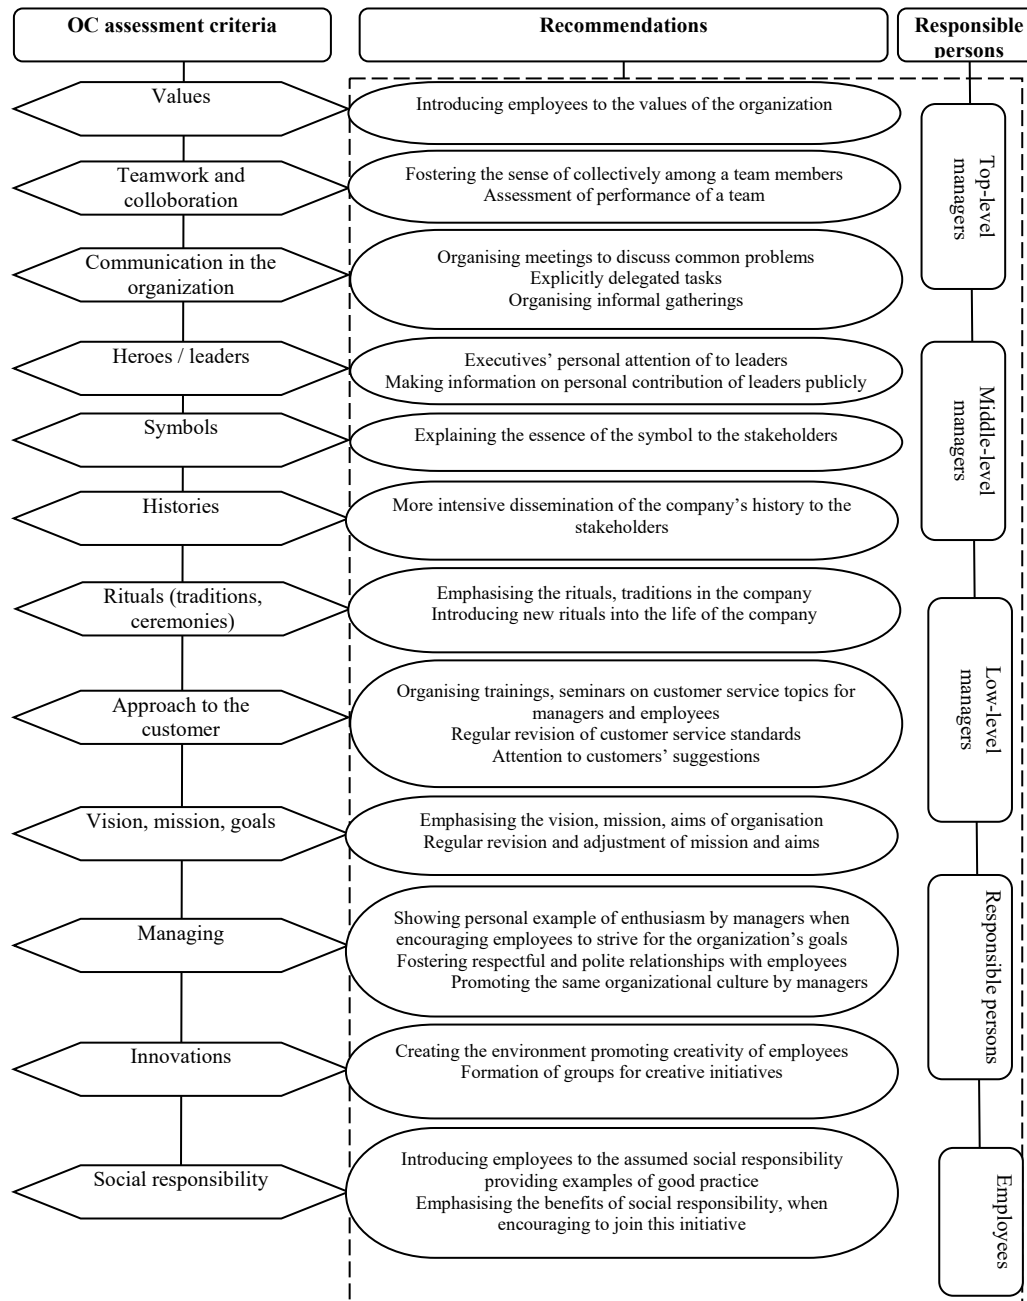 OC assessment criteria
Recommendations
Responsible
persons
Values
Introducing employees to the values of the organization
Teamwork and
colloboration
Fostering the sense of collectively among a team members
Assessment of performance of a team
Top-level
managers
Communication in the
organization
Organising meetings to discuss common problems
Explicitly delegated tasks
Organising informal gatherings
Heroes / leaders
Executives’ personal attention of to leaders
Making information on personal contribution of leaders publicly
Middle-level
managers
Symbols
Explaining the essence of the symbol to the stakeholders
Histories
More intensive dissemination of the company’s history to the
stakeholders
Rituals (traditions,
ceremonies)
Emphasising the rituals, traditions in the company
Introducing new rituals into the life of the company
Low-level
managers
Approach to the
customer
Organising trainings, seminars on customer service topics for
managers and employees
Regular revision of customer service standards
Attention to customers’ suggestions
Vision, mission, goals
Emphasising the vision, mission, aims of organisation
Regular revision and adjustment of mission and aims
Managing
Showing personal example of enthusiasm by managers when
encouraging employees to strive for the organization’s goals
Fostering respectful and polite relationships with employees
Promoting the same organizational culture by managers
Responsible persons
Innovations
Creating the environment promoting creativity of employees
Formation of groups for creative initiatives
Social responsibility
Introducing employees to the assumed social responsibility
providing examples of good practice
Emphasising the benefits of social responsibility, when
encouraging to join this initiative
Employees